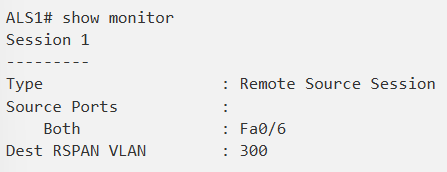 ALS1# show monitor
Session 1
---------
Type                   : Remote Source Session
Source Ports           :
    Both               : Fa0/6
Dest RSPAN VLAN        : 300